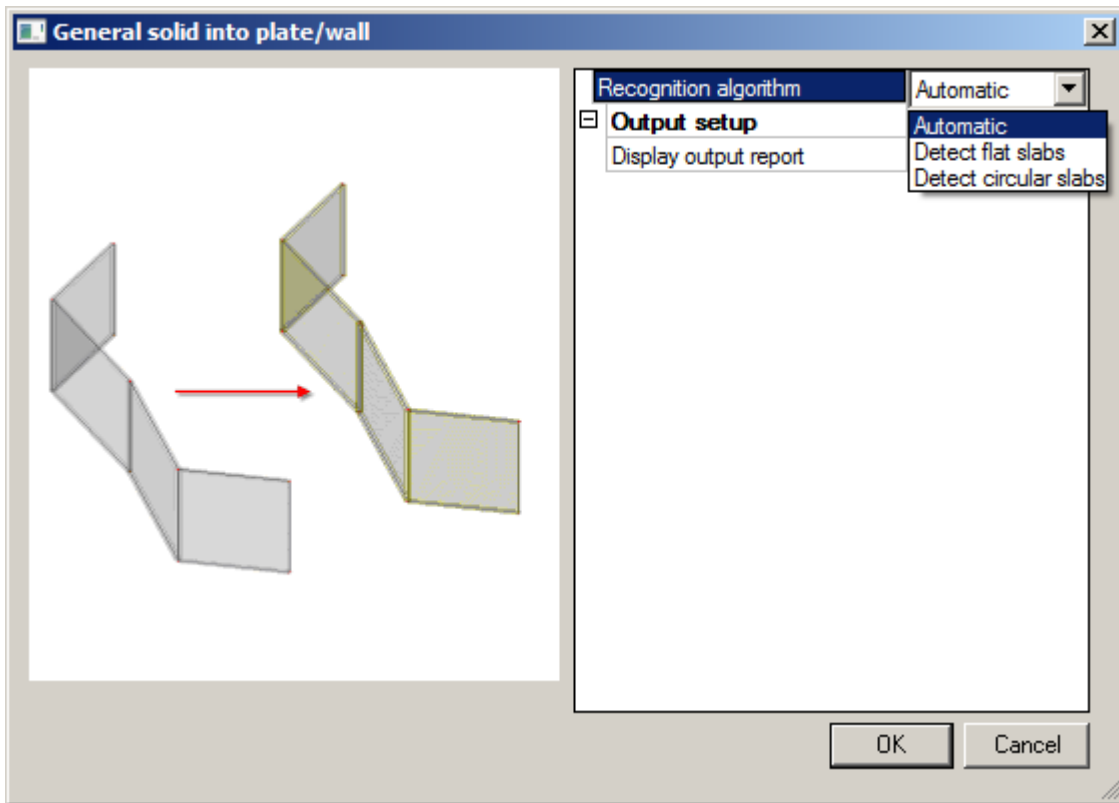 General solid into plate/wall
Recognition algorithm Automatic
Output setup Automatic
Display output report Detect flat slabs
Detect circular slabs
OK Cancel